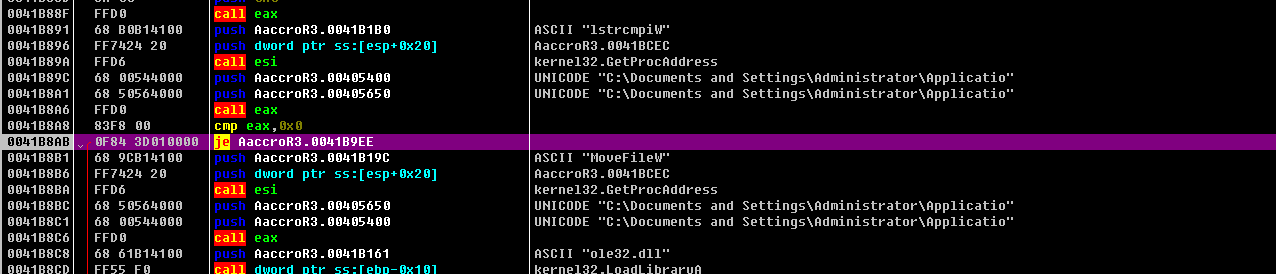 0041B88F FFD0 call eax
0041B891 68 B0B14100 push AaccroR3.0041B1B0 ASCII "lstrcmpiW"
0041B896 FF7424 20 push dword ptr ss:[esp+0x20] AaccroR3.0041BCEC
0041B89A FFD6 call esi kernel32.GetProcAddress
0041B89C 68 00544000 push AaccroR3.00405400 UNICODE "C:\Documents and Settings\Administrator\Applicatio"
0041B8A1 68 50564000 push AaccroR3.00405650 UNICODE "C:\Documents and Settings\Administrator\Applicatio"
0041B8A6 FFD0 call eax
0041B8A8 83F8 00 cmp eax,0x0
0041B8AB 0F84 3D010000 je AaccroR3.0041B9EE
0041B8B1 68 9CB14100 push AaccroR3.0041B19C ASCII "MoveFileW"
0041B8B6 FF7424 20 push dword ptr ss:[esp+0x20] AaccroR3.0041BCEC
0041B8BA FFD6 call esi kernel32.GetProcAddress
0041B8BC 68 50564000 push AaccroR3.00405650 UNICODE "C:\Documents and Settings\Administrator\Applicatio"
0041B8C1 68 00544000 push AaccroR3.00405400 UNICODE "C:\Documents and Settings\Administrator\Applicatio"
0041B8C6 FFD0 call eax
0041B8C8 68 61B14100 push AaccroR3.0041B161 ASCII "ole32.dll"
0041B8CD FF55 F0 call dword ptr ss:[ebp-0x10] kernel32.LoadLibraryA